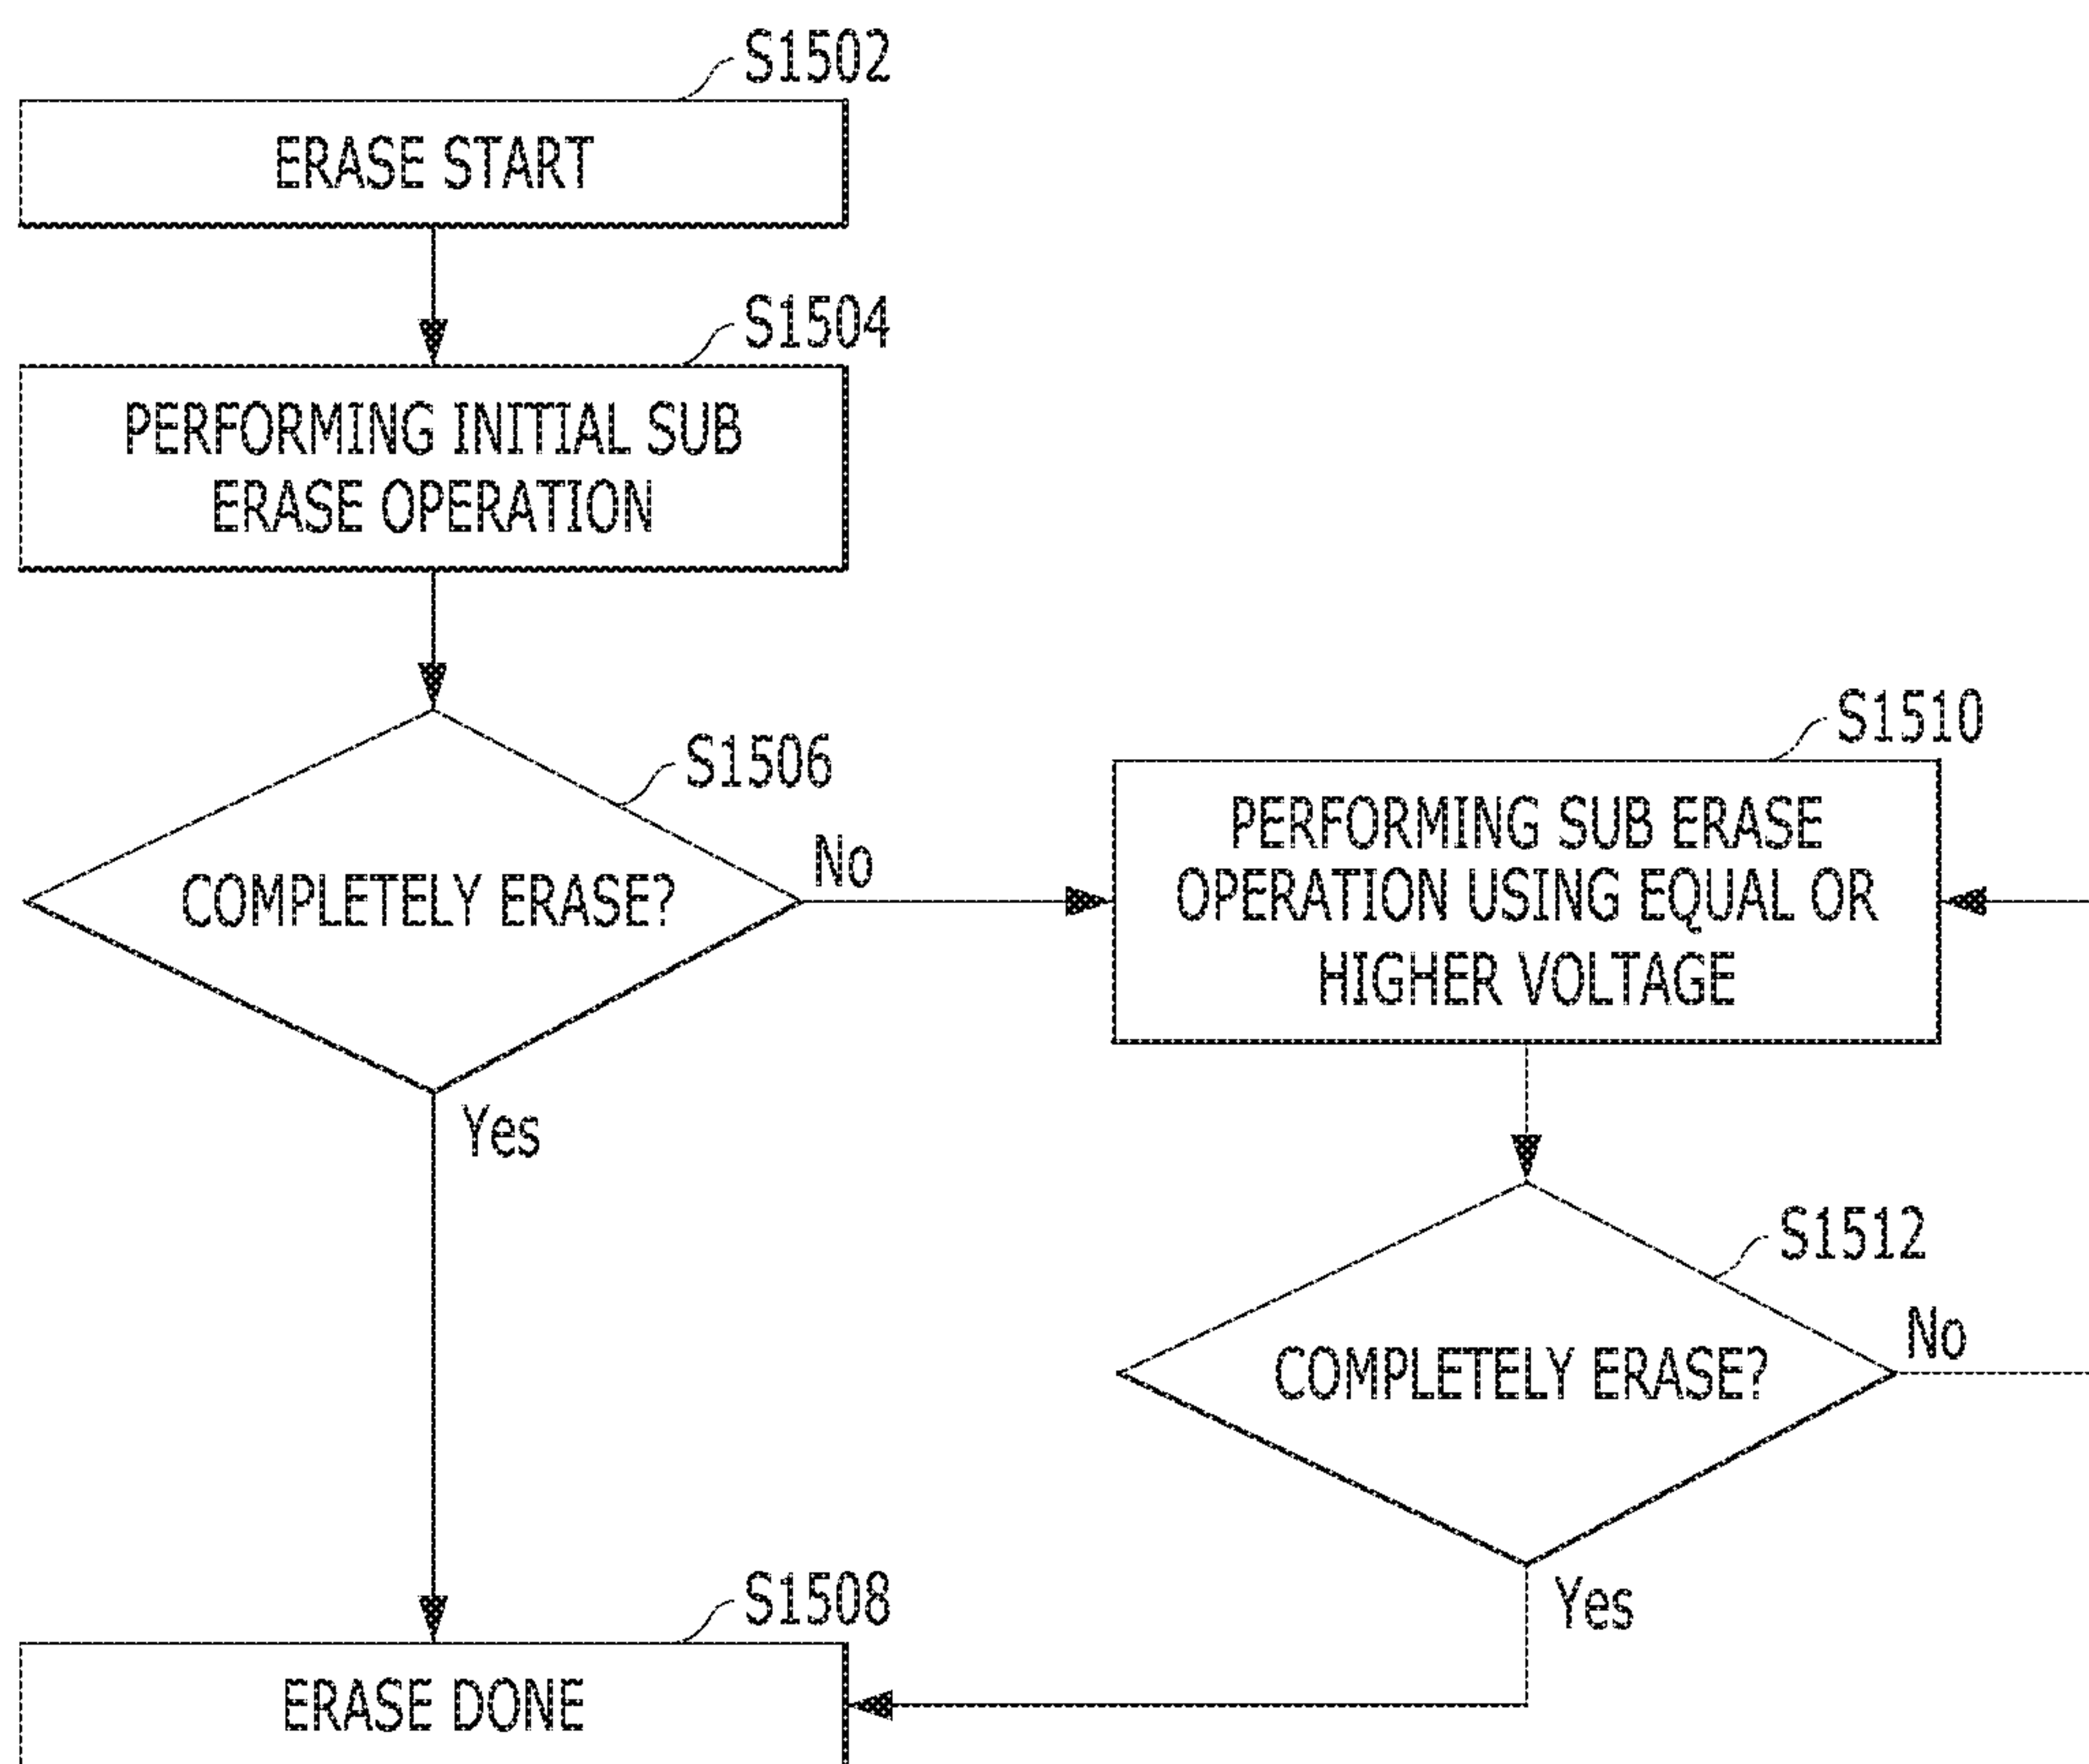 S1502
ERASE START
S1504
PERFORMING INITIAL SUB
ERASE OPERATION
S1506
COMPLETELY ERASE?
No
Yes
S1510
PERFORMING SUB ERASE
OPERATION USING EQUAL OR
HIGHER VOLTAGE
S1512
COMPLETELY ERASE?
No
Yes
S1508
ERASE DONE